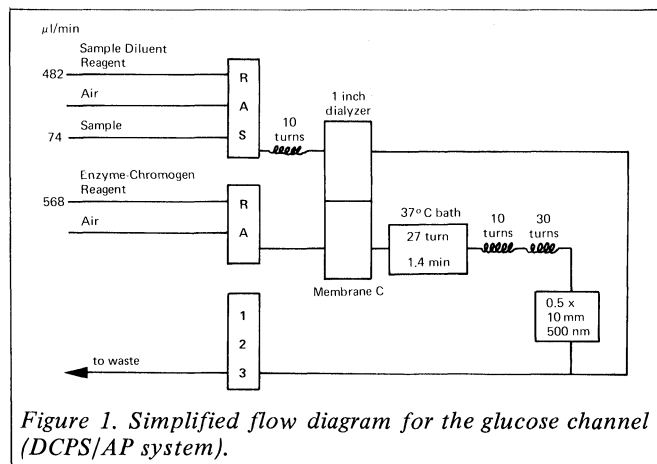 µl/min
Sample Diluent
Reagent
482
Air
Sample
74
R
A
S
10
turns
1 inch
dialyzer
Enzyme-Chromogen
Reagent
568
Air
R
A
37° C bath
27 turn
1.4 min
10
turns
30
turns
Membrane C
0.5 x
10 mm
500 nm
1
2
3
to waste
Figure 1. Simplified flow diagram for the glucose channel
(DCPS/AP system).